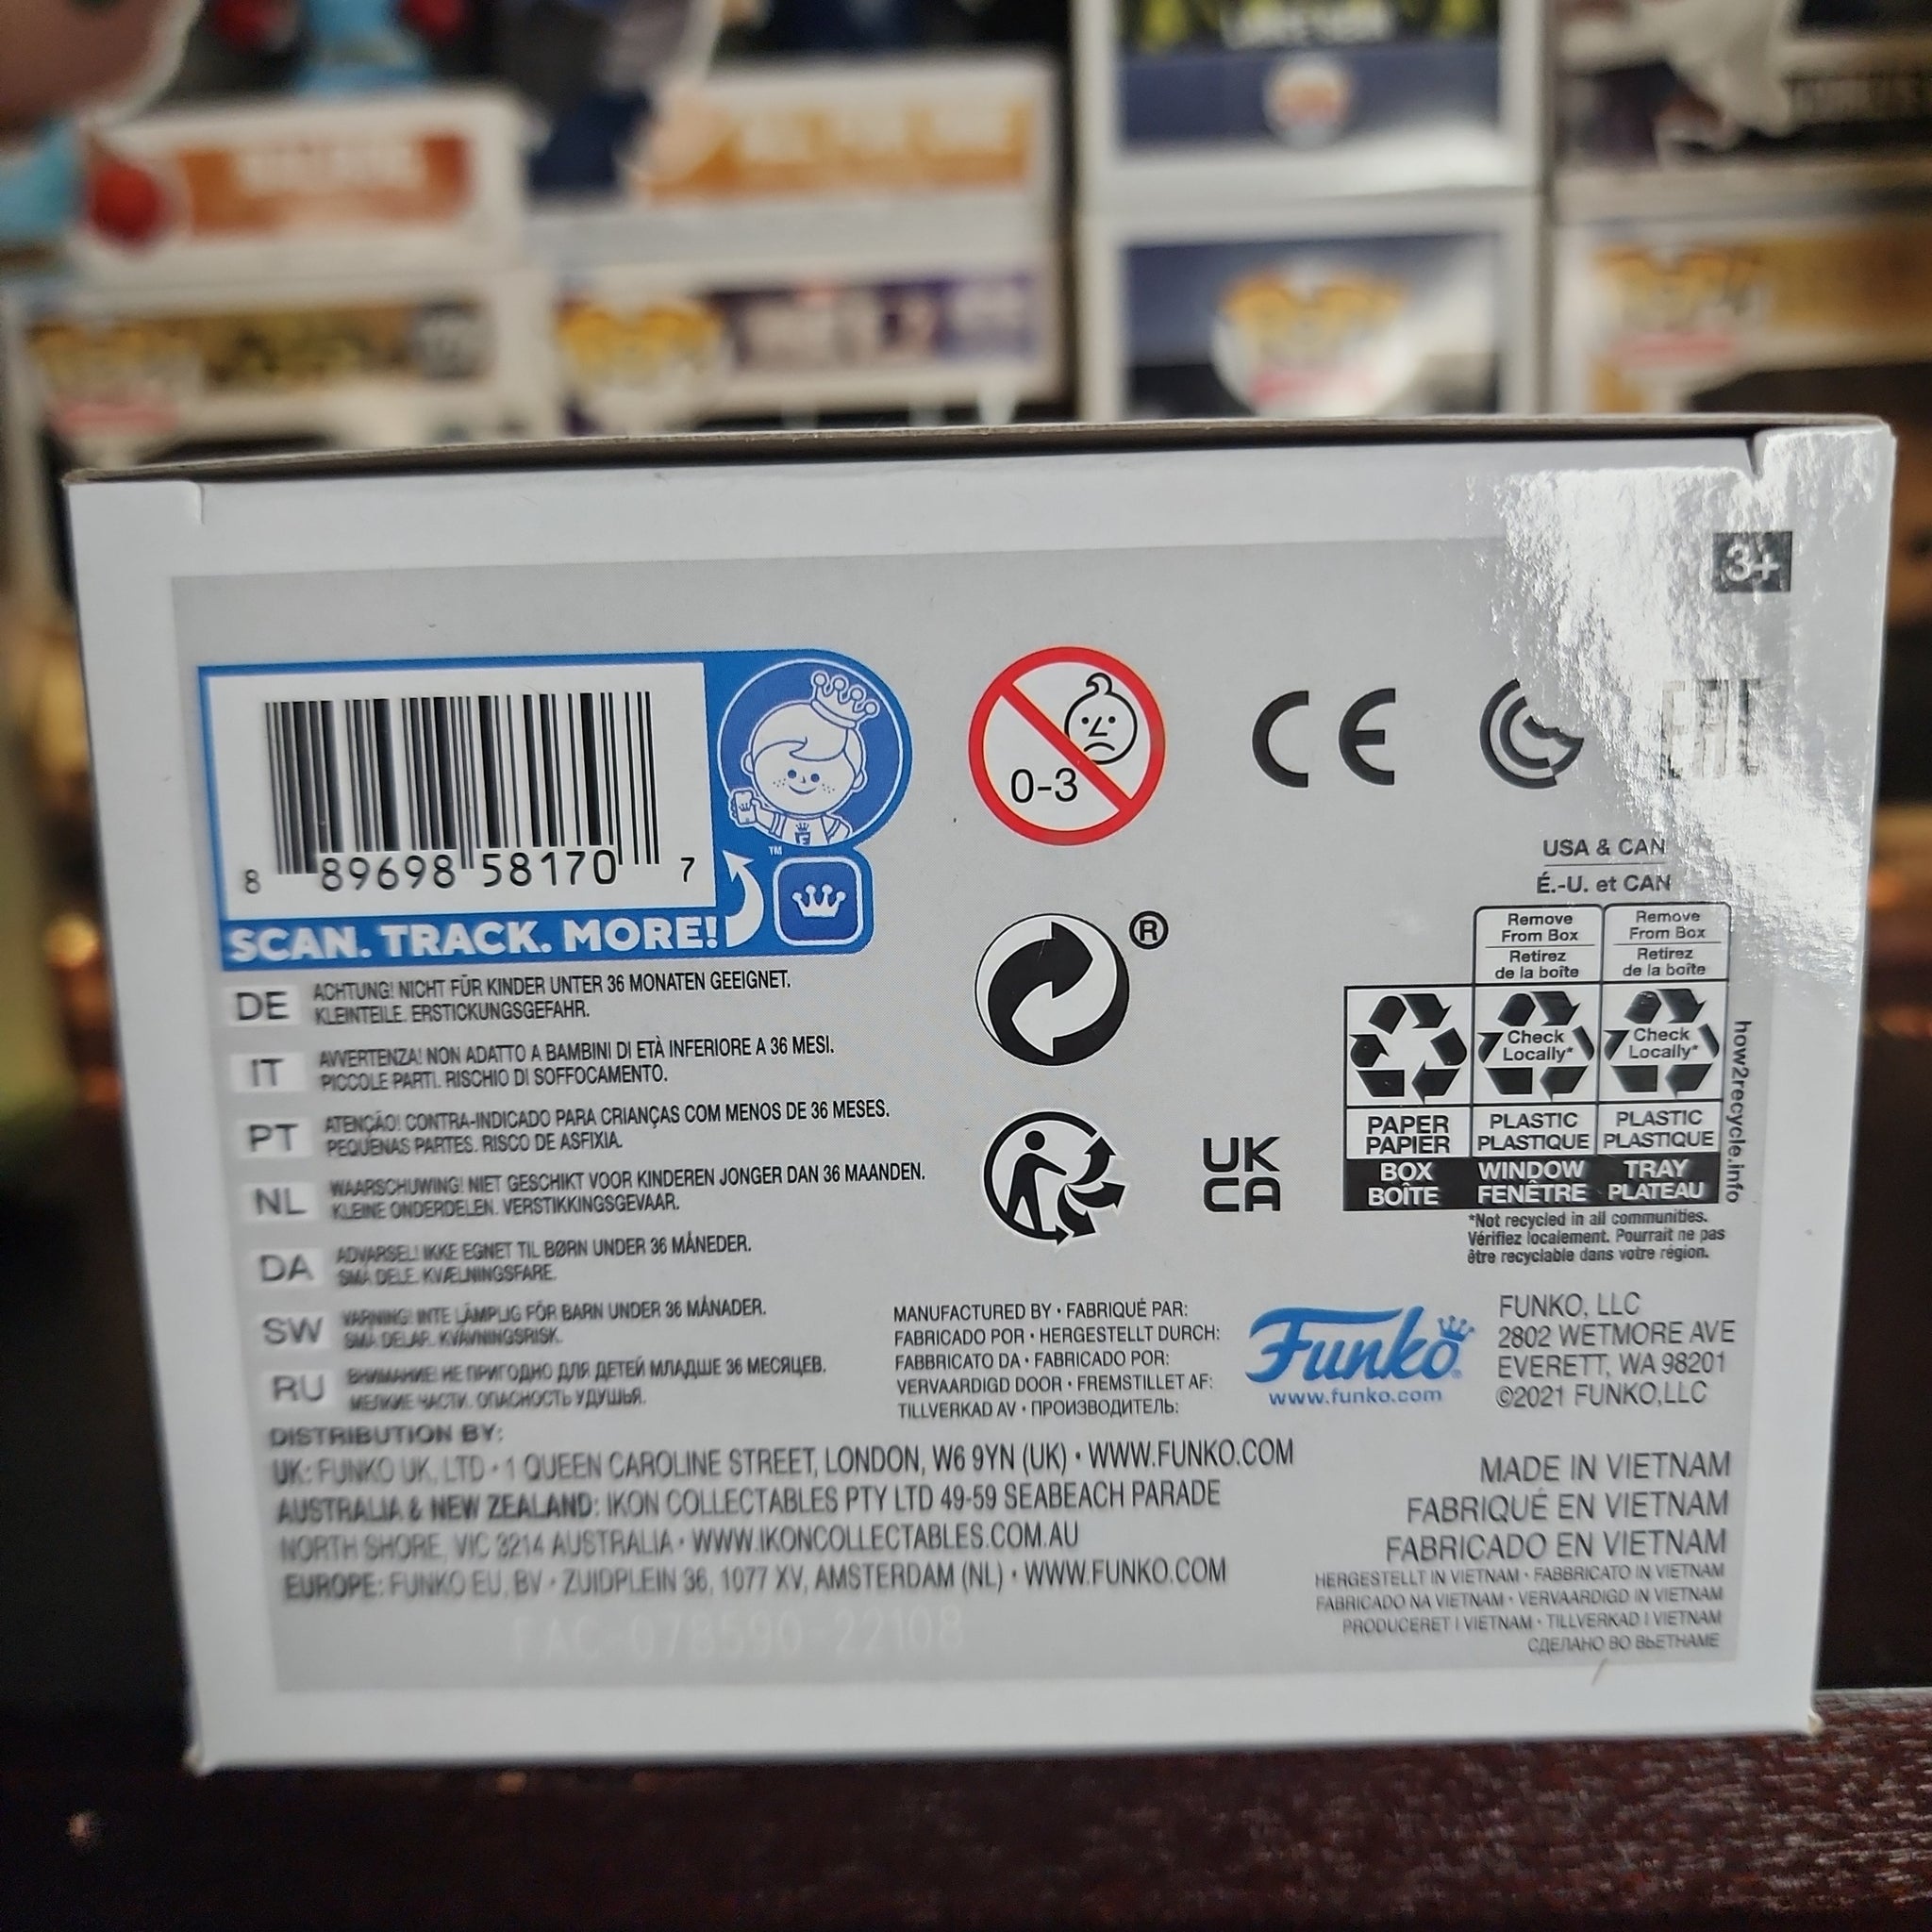 3+
8 89698 58170 7
SCAN. TRACK. MORE!
TM
0-3
CE
EAC
®
DE ACHTUNG! NICHT FÜR KINDER UNTER 36 MONATEN GEEIGNET.
KLEINTEILE. ERSTICKUNGSGEFAHR.
IT AVVERTENZA! NON ADATTO A BAMBINI DI ETÀ INFERIORE A 36 MESI.
PICCOLE PARTI. RISCHIO DI SOFFOCAMENTO.
PT ATENÇÃO! CONTRA-INDICADO PARA CRIANÇAS COM MENOS DE 36 MESES.
PEQUENAS PARTES. RISCO DE ASFIXIA.
NL WAARSCHUWING! NIET GESCHIKT VOOR KINDEREN JONGER DAN 36 MAANDEN.
KLEINE ONDERDELEN. VERSTIKKINGSGEVAAR.
DA ADVARSEL! IKKE EGNET TIL BØRN UNDER 36 MÅNEDER.
SMÅ DELE. KVÆLNINGSFARE.
SW VARNING! INTE LÄMPLIG FÖR BARN UNDER 36 MÅNADER.
SMÅ DELAR. KVÄVNINGSRISK.
RU ВНИМАНИЕ! НЕ ПРИГОДНО ДЛЯ ДЕТЕЙ МЛАДШЕ 36 МЕСЯЦЕВ.
МЕЛКИЕ ЧАСТИ. ОПАСНОСТЬ УДУШЬЯ.
USA & CAN
É.-U. et CAN
Remove
From Box
Retirez
de la boîte
Remove
From Box
Retirez
de la boîte
Check
Locally*
Check
Locally*
PAPER
PAPIER
PLASTIC
PLASTIQUE
PLASTIC
PLASTIQUE
BOX
BOÎTE
WINDOW
FENÊTRE
TRAY
PLATEAU
how2recycle.info
*Not recycled in all communities.
Vérifiez localement. Pourrait ne pas
être recyclable dans votre région.
UK
CA
MANUFACTURED BY • FABRIQUÉ PAR:
FABRICADO POR • HERGESTELLT DURCH:
FABBRICATO DA • FABRICADO POR:
VERVAARDIGD DOOR • FREMSTILLET AF:
TILLVERKAD AV • ПРОИЗВОДИТЕЛЬ:
Funko®
www.funko.com
FUNKO, LLC
2802 WETMORE AVE
EVERETT, WA 98201
©2021 FUNKO,LLC
DISTRIBUTION BY:
UK: FUNKO UK, LTD • 1 QUEEN CAROLINE STREET, LONDON, W6 9YN (UK) • WWW.FUNKO.COM
AUSTRALIA & NEW ZEALAND: IKON COLLECTABLES PTY LTD 49-59 SEABEACH PARADE
NORTH SHORE, VIC 3214 AUSTRALIA • WWW.IKONCOLLECTABLES.COM.AU
EUROPE: FUNKO EU, BV • ZUIDPLEIN 36, 1077 XV, AMSTERDAM (NL) • WWW.FUNKO.COM
FAC-078590-22108
MADE IN VIETNAM
FABRIQUÉ EN VIETNAM
FABRICADO EN VIETNAM
HERGESTELLT IN VIETNAM • FABBRICATO IN VIETNAM
FABRICADO NA VIETNAM • VERVAARDIGD IN VIETNAM
PRODUCERET I VIETNAM • TILLVERKAD I VIETNAM
СДЕЛАНО ВО ВЬЕТНАМЕ